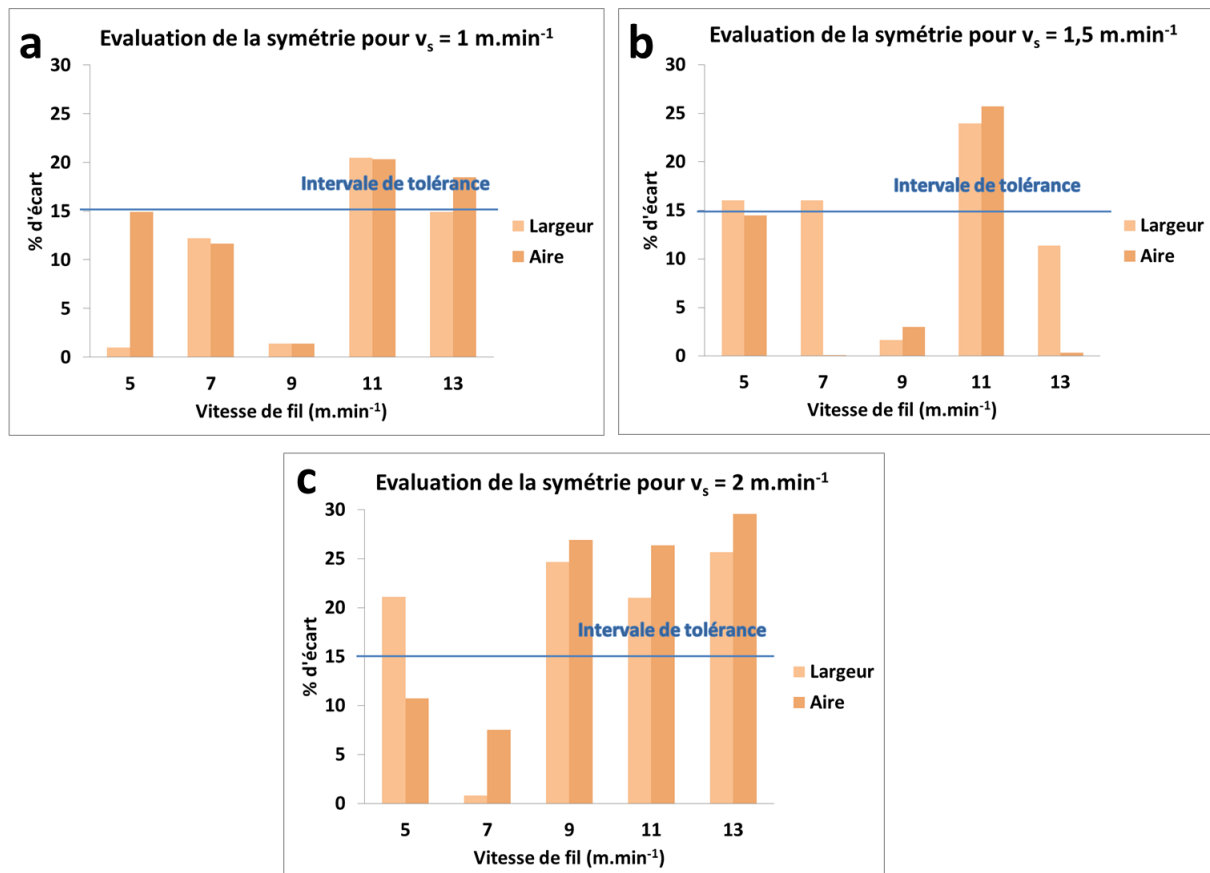 a
Evaluation de la symétrie pour vs = 1 m.min-1
30
25
20
15
10
5
0
% d'écart
Intervale de tolérance
Largeur
Aire
5 7 9 11 13
Vitesse de fil (m.min-1)
b
Evaluation de la symétrie pour vs = 1,5 m.min-1
30
25
20
15
10
5
0
% d'écart
Intervale de tolérance
Largeur
Aire
5 7 9 11 13
Vitesse de fil (m.min-1)
c
Evaluation de la symétrie pour vs = 2 m.min-1
30
25
20
15
10
5
0
% d'écart
Intervale de tolérance
Largeur
Aire
5 7 9 11 13
Vitesse de fil (m.min-1)